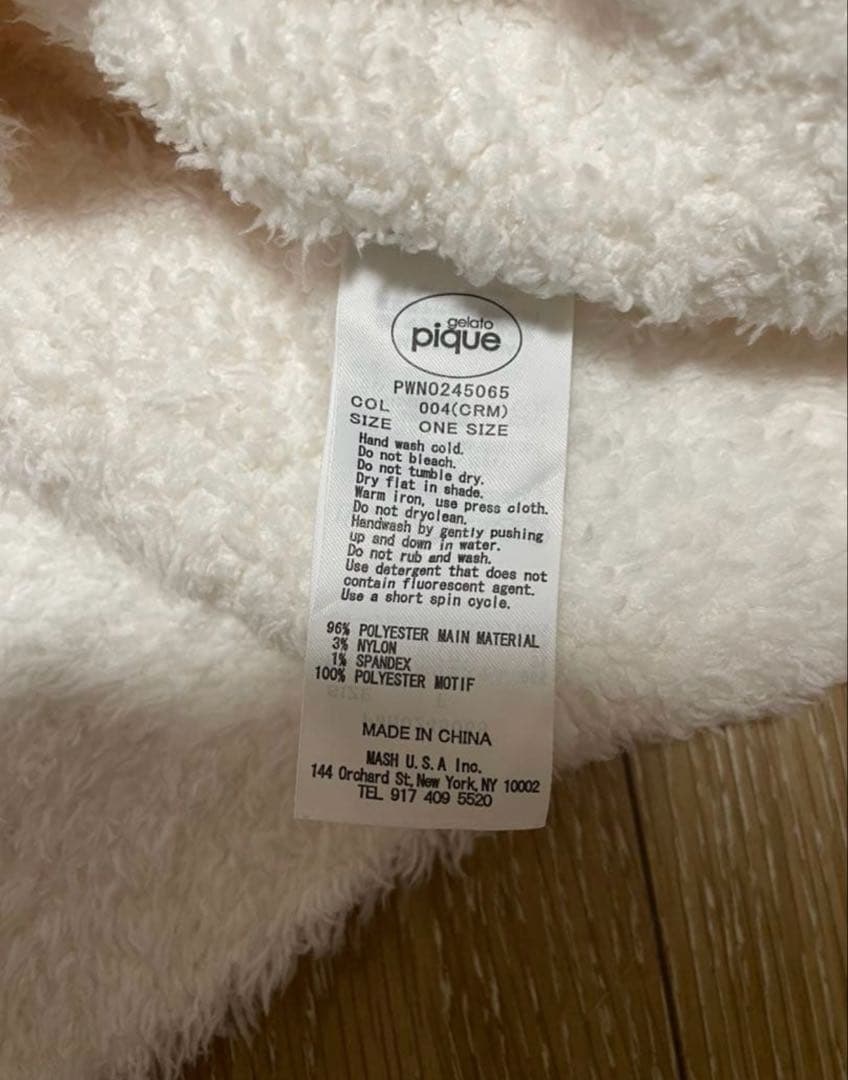 gelato
pique
PWNO245065
COL 004(CRM)
SIZE ONE SIZE
Hand wash cold.
Do not bleach.
Do not tumble dry.
Dry flat in shade.
Warm iron, use press cloth.
Do not dryclean.
Handwash by gently pushing
up and down in water.
Do not rub and wash.
Use detergent that does not
contain fluorescent agent.
Use a short spin cycle.
96% POLYESTER MAIN MATERIAL
3% NYLON
1% SPANDEX
100% POLYESTER MOTIF
MADE IN CHINA
MASH U.S.A Inc.
144 Orchard St, New York, NY 10002
TEL 917 409 5520